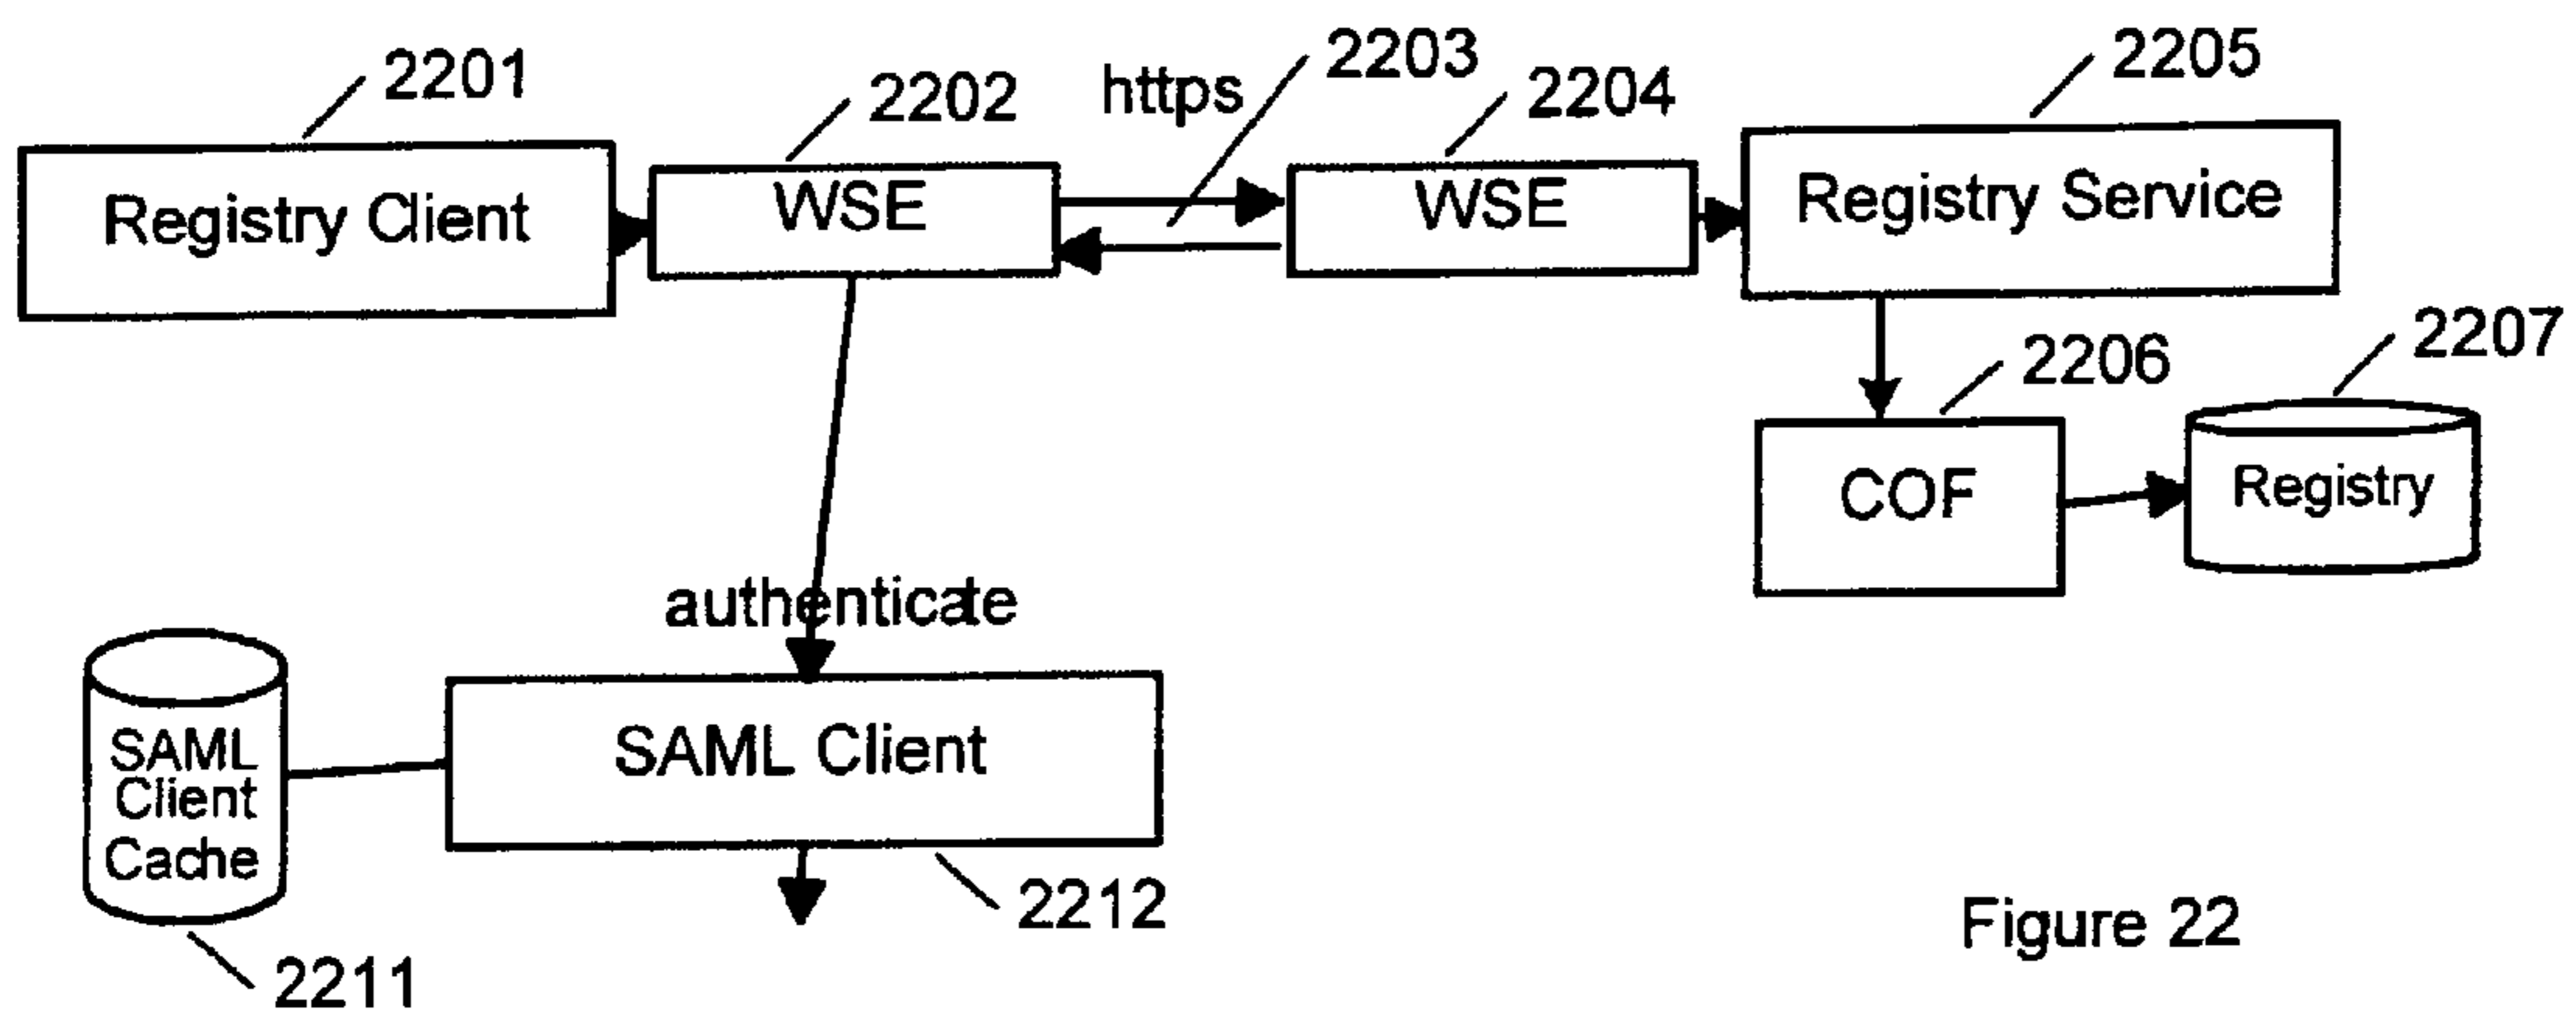 2201
2202
https
2203
2204
2205
Registry Client
WSE
WSE
Registry Service
2206
2207
COF
Registry
authenticate
SAML
Client
Cache
SAML Client
2212
2211
Figure 22